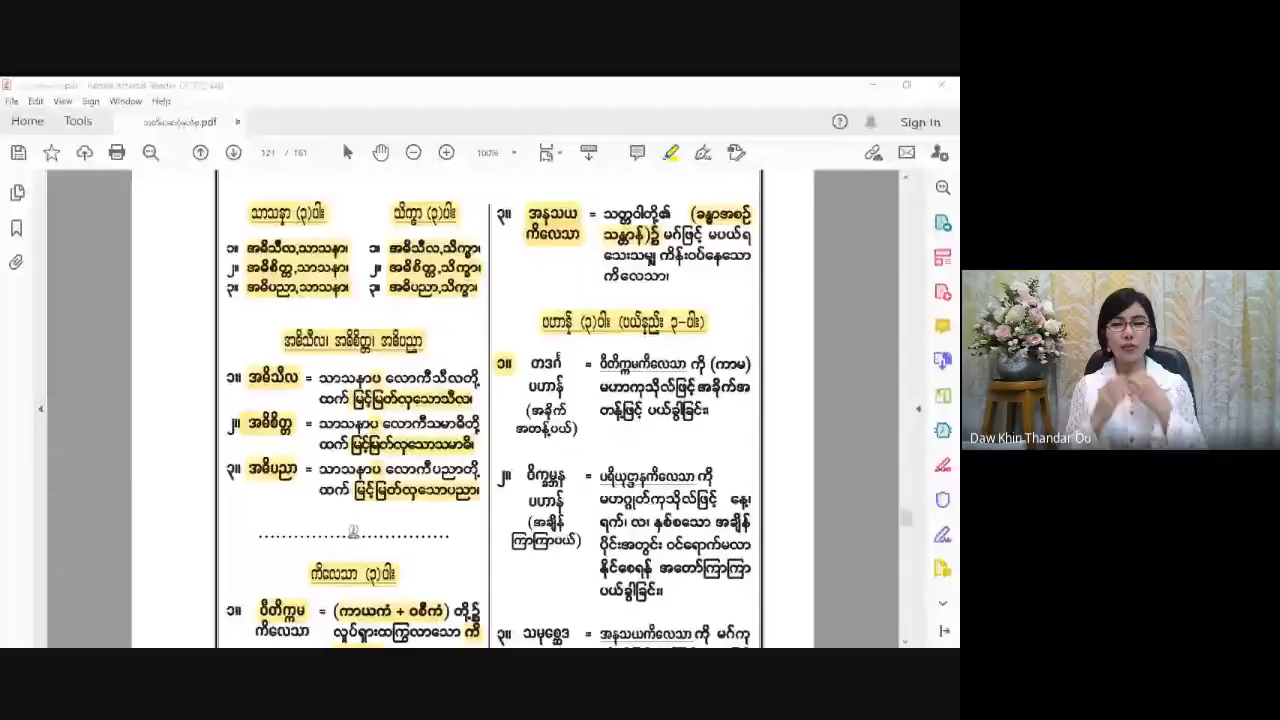 File Edit View Sign Window Help
Home Tools
Sign In
121 / 161
100%
သာသနာ (၃)ပါး
သိက္ခာ (၃)ပါး
၁။ အဓိသီလ,သာသနာ၊
၂။ အဓိစိတ္တ,သာသနာ၊
၃။ အဓိပညာ,သာသနာ၊
၁။ အဓိသီလ,သိက္ခာ၊
၂။ အဓိစိတ္တ,သိက္ခာ၊
၃။ အဓိပညာ,သိက္ခာ၊
အဓိသီလ၊ အဓိစိတ္တ၊ အဓိပညာ
၁။ အဓိသီလ = သာသနာပ လောကီသီလတို့
ထက် မြင့်မြတ်လှသောသီလ၊
၂။ အဓိစိတ္တ = သာသနာပ လောကီသမာဓိတို့
ထက် မြင့်မြတ်လှသောသမာဓိ၊
၃။ အဓိပညာ = သာသနာပ လောကီပညာတို့
ထက် မြင့်မြတ်လှသောပညာ၊
ကိလေသာ (၃)ပါး
၁။ ဝီတိက္ကမ = (ကာယကံ + ဝစီကံ) တို့၌
ကိလေသာ လှုပ်ရှားထကြွလာသော ကိ
၃။ အနုသယ = သတ္တဝါတို့၏ (ခန္ဓာအစဉ်
ကိလေသာ သန္တာန်)၌ မဂ်ဖြင့် မပယ်ရ
သေးသမျှ ကိန်းဝပ်နေသော
ကိလေသာ၊
ပဟာန် (၃)ပါး (ပယ်နည်း ၃-ပါး)
၁။ တဒင်္ဂ = ဝီတိက္ကမကိလေသာ ကို (ကာမ)
ပဟာန် မဟာကုသိုလ်ဖြင့် အခိုက်အ
(အခိုက် တန့်ဖြင့် ပယ်ခွါခြင်း။
အတန့်ပယ်)
၂။ ဝိက္ခမ္ဘန = ပရိယုဋ္ဌာနကိလေသာ ကို
ပဟာန် မဟဂ္ဂုတ်ကုသိုလ်ဖြင့် နေ့၊
(အချိန် ရက်၊ လ၊ နှစ်စသော အချိန်
ကြာကြာပယ်) ပိုင်းအတွင်း ဝင်ရောက်မလာ
နိုင်စေရန် အတော်ကြာကြာ
ပယ်ခွါခြင်း။
၃။ သမုစ္ဆေဒ = အနုသယကိလေသာ ကို မဂ်ကု
Daw Khin Thandar Oo